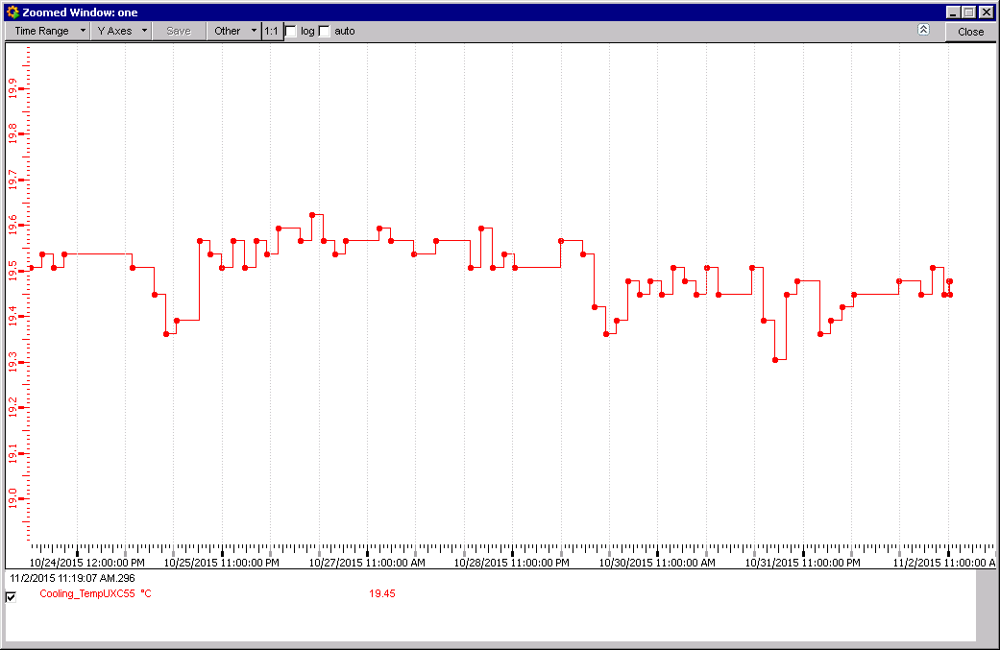 Zoomed Window: one
Time Range Y Axes Save Other 1:1 log auto Close
19.9
19.8
19.7
19.6
19.5
19.4
19.3
19.2
19.1
19.0
10/24/2015 12:00:00 PM 10/25/2015 11:00:00 PM 10/27/2015 11:00:00 AM 10/28/2015 11:00:00 PM 10/30/2015 11:00:00 AM 10/31/2015 11:00:00 PM 11/2/2015 11:00:00 A
11/2/2015 11:19:07 AM.296
Cooling_TempUXC55 °C 19.45